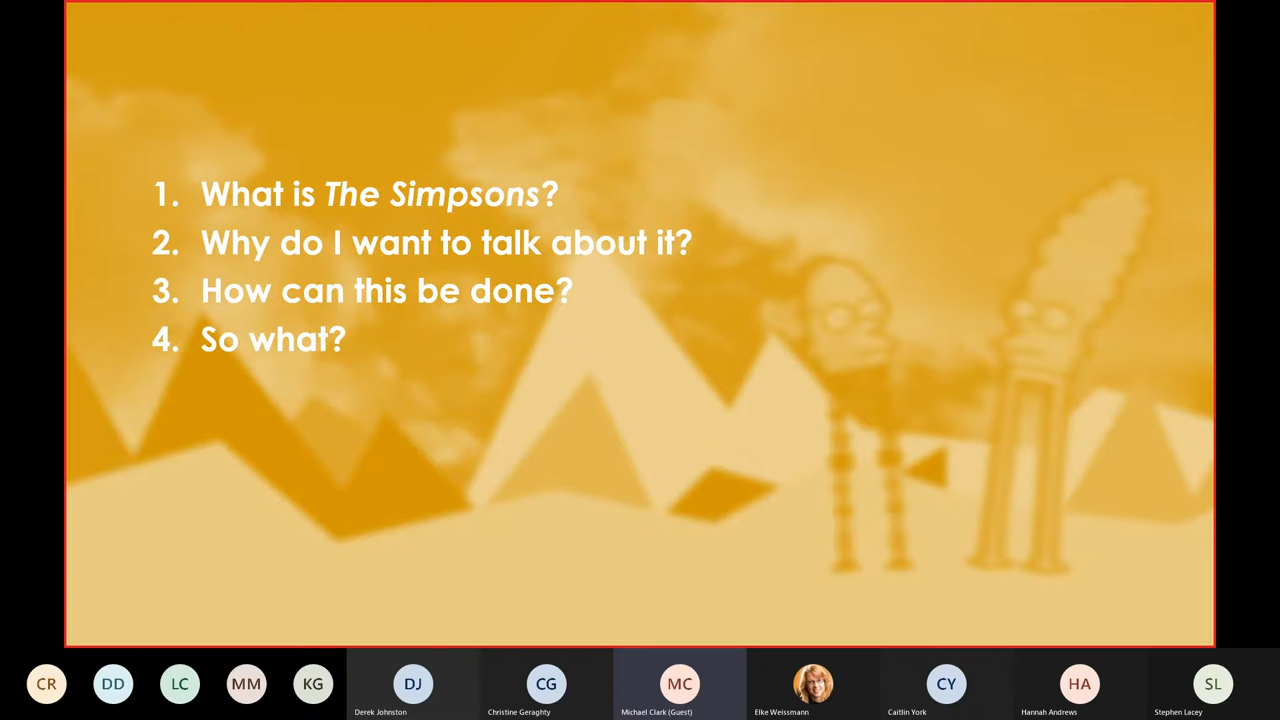 1. What is The Simpsons?
2. Why do I want to talk about it?
3. How can this be done?
4. So what?
CR
DD
LC
MM
KG
DJ
Derek Johnston
CG
Christine Geraghty
MC
Michael Clark (Guest)
Elke Weissmann
CY
Caitlin York
HA
Hannah Andrews
SL
Stephen Lacey